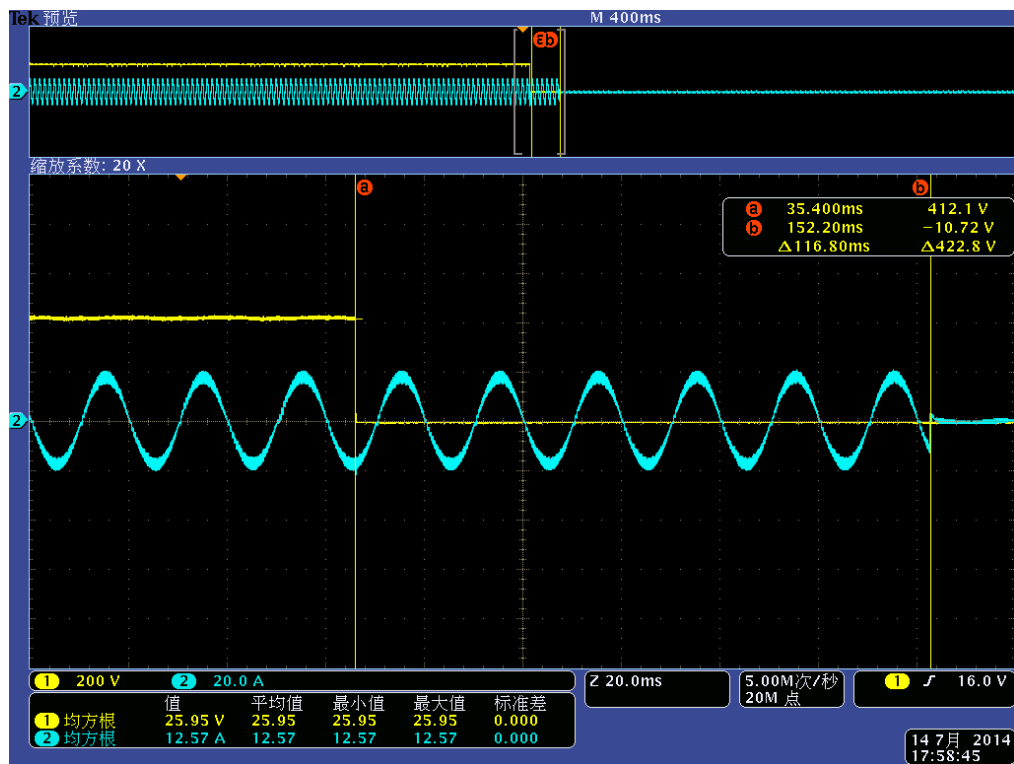 Tek 预览 M 400ms
a b
2
缩放系数: 20 X
a b
a 35.400ms 412.1 V
b 152.20ms −10.72 V
Δ116.80ms Δ422.8 V
2
1 200 V 2 20.0 A Z 20.0ms 5.00M次/秒 1 16.0 V
20M 点
值 平均值 最小值 最大值 标准差
1 均方根 25.95 V 25.95 25.95 25.95 0.000
2 均方根 12.57 A 12.57 12.57 12.57 0.000
14 7月 2014
17:58:45